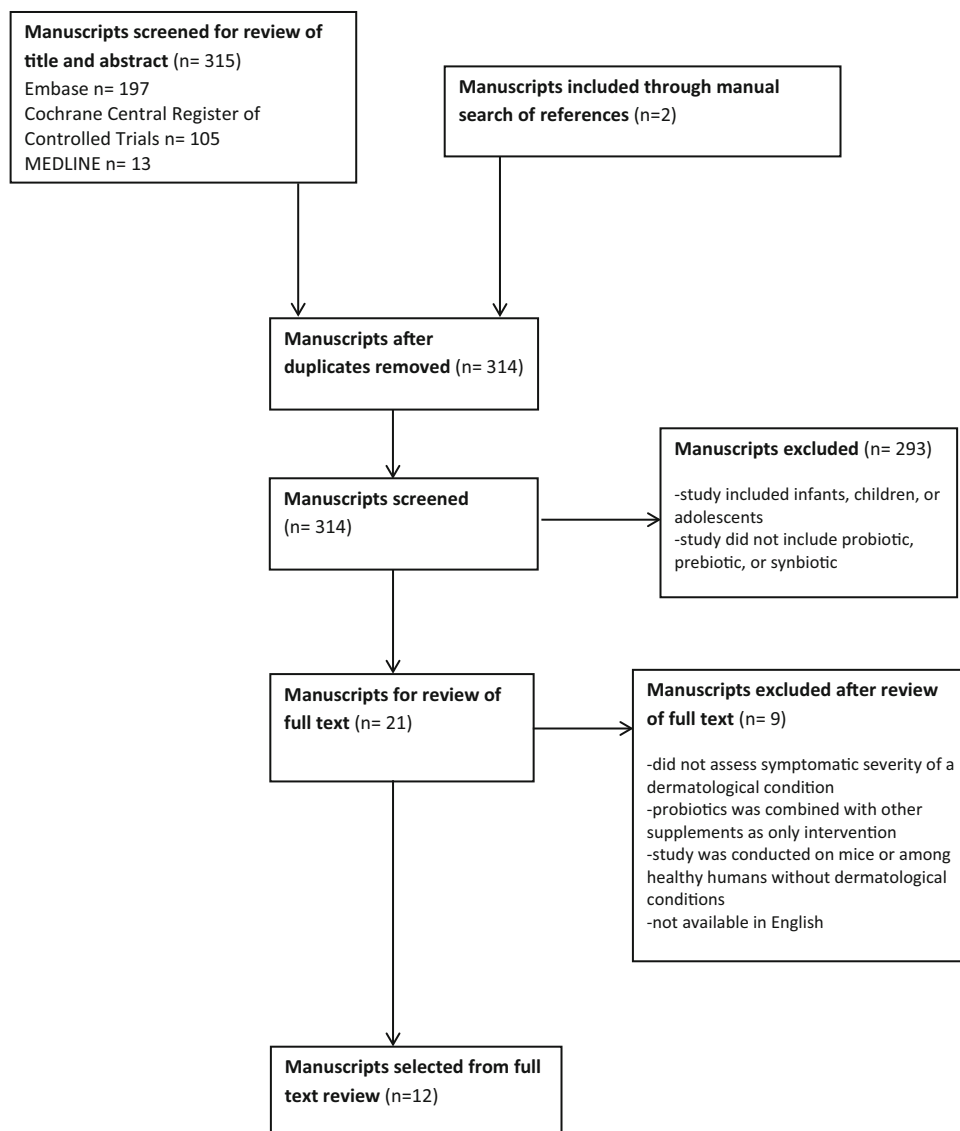 Manuscripts screened for review of
title and abstract (n= 315)
Embase n= 197
Cochrane Central Register of
Controlled Trials n= 105
MEDLINE n= 13
Manuscripts included through manual
search of references (n=2)
Manuscripts after
duplicates removed (n= 314)
Manuscripts screened
(n= 314)
Manuscripts excluded (n= 293)
-study included infants, children, or
adolescents
-study did not include probiotic,
prebiotic, or synbiotic
Manuscripts for review of
full text (n= 21)
Manuscripts excluded after review
of full text (n= 9)
-did not assess symptomatic severity of a
dermatological condition
-probiotics was combined with other
supplements as only intervention
-study was conducted on mice or among
healthy humans without dermatological
conditions
-not available in English
Manuscripts selected from full
text review (n=12)